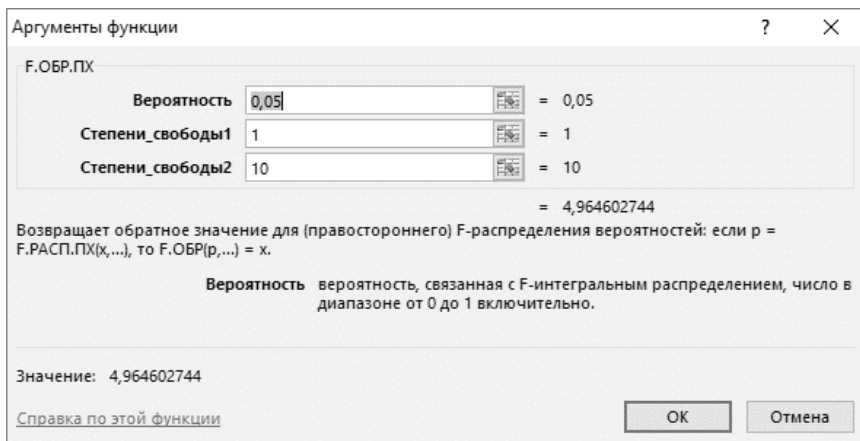 Аргументы функции ? ×
F.ОБР.ПХ
Вероятность 0,05 = 0,05
Степени_свободы1 1 = 1
Степени_свободы2 10 = 10
= 4,964602744
Возвращает обратное значение для (правостороннего) F-распределения вероятностей: если p =
F.РАСП.ПХ(x,...), то F.ОБР(p,...) = x.
Вероятность вероятность, связанная с F-интегральным распределением, число в
диапазоне от 0 до 1 включительно.
Значение: 4,964602744
Справка по этой функции ОК Отмена